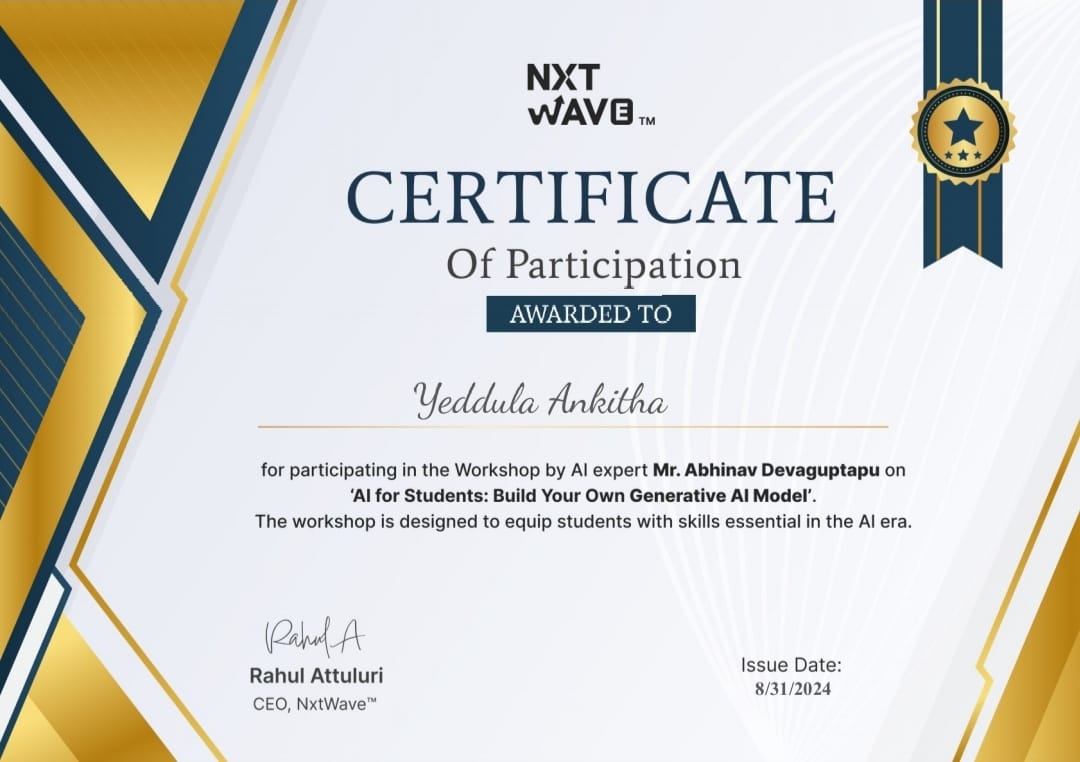 NXT
WAVE™
CERTIFICATE
Of Participation
AWARDED TO
Yeddula Ankitha
for participating in the Workshop by AI expert Mr. Abhinav Devaguptapu on
‘AI for Students: Build Your Own Generative AI Model’.
The workshop is designed to equip students with skills essential in the AI era.
Rahul A
Rahul Attuluri
CEO, NxtWave™
Issue Date:
8/31/2024